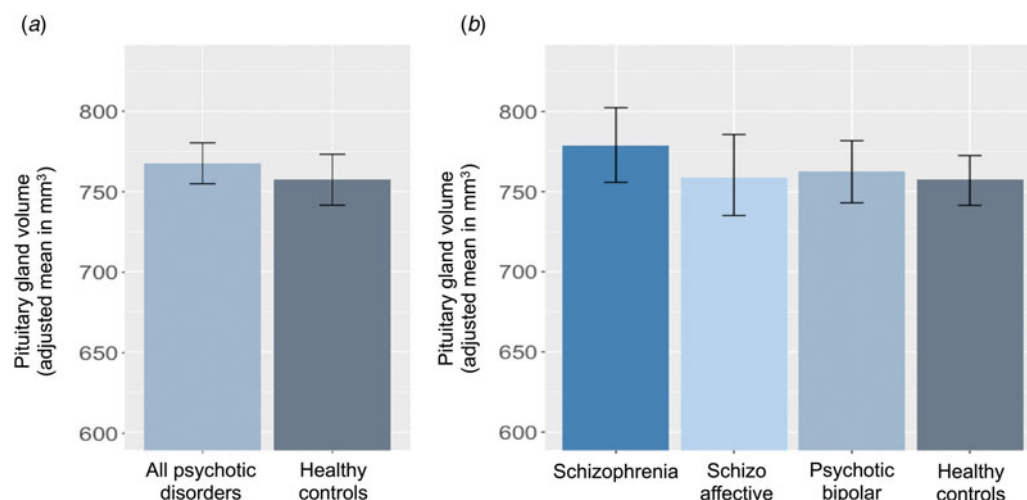 (a)
Pituitary gland volume
(adjusted mean in mm³)
800
750
700
650
600
All psychotic
disorders
Healthy
controls
(b)
Pituitary gland volume
(adjusted mean in mm³)
800
750
700
650
600
Schizophrenia
Schizo
affective
Psychotic
bipolar
Healthy
controls